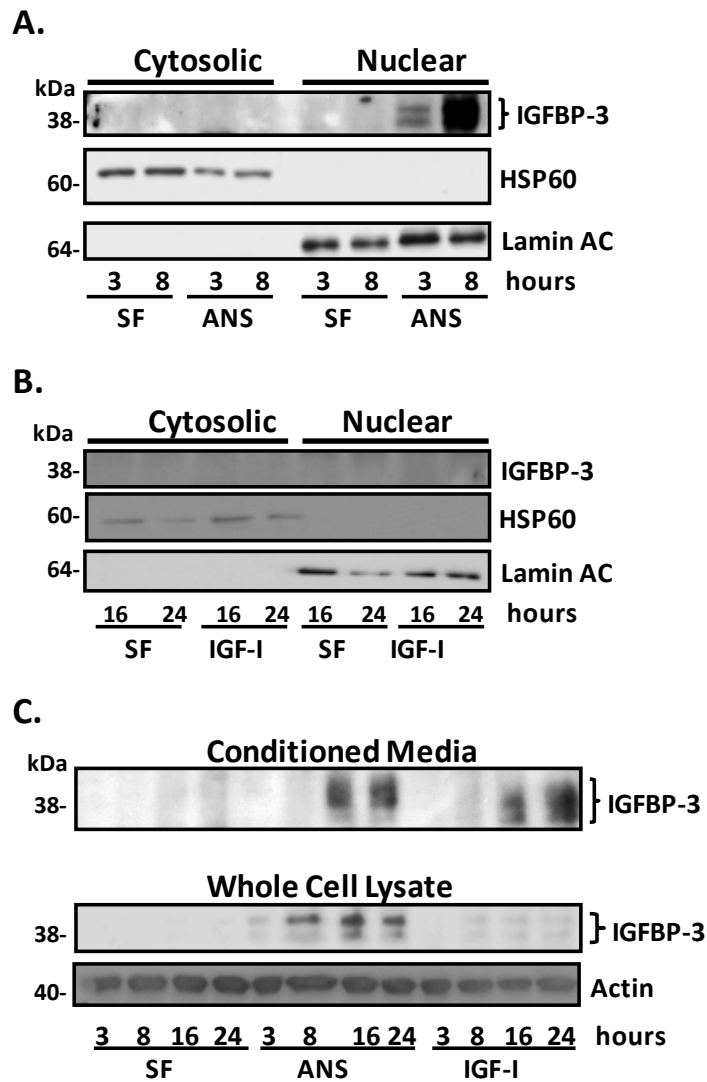 A.
Cytosolic Nuclear
kDa
38- IGFBP-3
60- HSP60
64- Lamin AC
3 8 3 8 3 8 3 8 hours
SF ANS SF ANS
B.
Cytosolic Nuclear
kDa
38- IGFBP-3
60- HSP60
64- Lamin AC
16 24 16 24 16 24 16 24 hours
SF IGF-I SF IGF-I
C.
Conditioned Media
kDa
38- IGFBP-3
Whole Cell Lysate
38- IGFBP-3
40- Actin
3 8 16 24 3 8 16 24 3 8 16 24 hours
SF ANS IGF-I